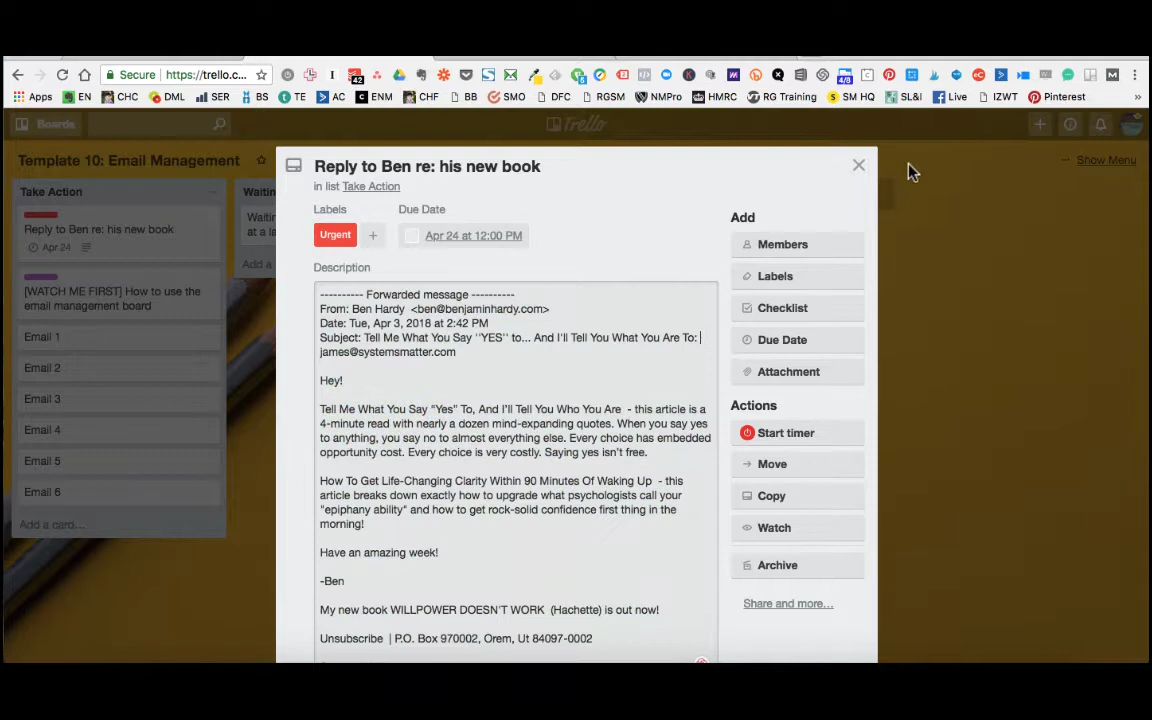 Secure
https://trello.c...
42
5
4/8
Apps
EN
CHC
DML
SER
BS
TE
AC
ENM
CHF
BB
SMO
DFC
RGSM
NMPro
HMRC
RG Training
SM HQ
SL&I
Live
IZWT
Pinterest
»
Boards
Trello
Template 10: Email Management
Show Menu
Take Action
Reply to Ben re: his new book
Apr 24
[WATCH ME FIRST] How to use the
email management board
Email 1
Email 2
Email 3
Email 4
Email 5
Email 6
Add a card...
Waitin
Waitin
at a la
Add a
Reply to Ben re: his new book
in list Take Action
Labels
Due Date
Urgent
+
Apr 24 at 12:00 PM
Description
---------- Forwarded message ----------
From: Ben Hardy <ben@benjaminhardy.com>
Date: Tue, Apr 3, 2018 at 2:42 PM
Subject: Tell Me What You Say ''YES'' to... And I'll Tell You What You Are To:
james@systemsmatter.com
Hey!
Tell Me What You Say “Yes” To, And I’ll Tell You Who You Are - this article is a
4-minute read with nearly a dozen mind-expanding quotes. When you say yes
to anything, you say no to almost everything else. Every choice has embedded
opportunity cost. Every choice is very costly. Saying yes isn’t free.
How To Get Life-Changing Clarity Within 90 Minutes Of Waking Up - this
article breaks down exactly how to upgrade what psychologists call your
"epiphany ability" and how to get rock-solid confidence first thing in the
morning!
Have an amazing week!
-Ben
My new book WILLPOWER DOESN'T WORK (Hachette) is out now!
Unsubscribe | P.O. Box 970002, Orem, Ut 84097-0002
Add
Members
Labels
Checklist
Due Date
Attachment
Actions
Start timer
Move
Copy
Watch
Archive
Share and more...